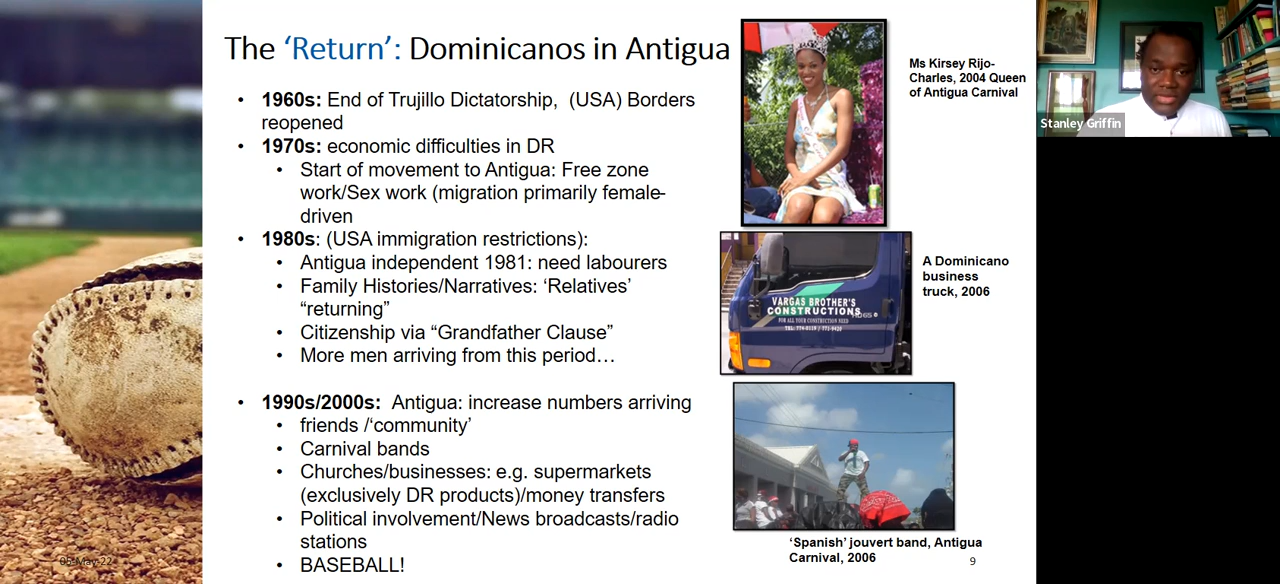 The ‘Return’: Dominicanos in Antigua
• 1960s: End of Trujillo Dictatorship, (USA) Borders
reopened
• 1970s: economic difficulties in DR
• Start of movement to Antigua: Free zone
work/Sex work (migration primarily female-
driven
• 1980s: (USA immigration restrictions):
• Antigua independent 1981: need labourers
• Family Histories/Narratives: ‘Relatives’
“returning”
• Citizenship via “Grandfather Clause”
• More men arriving from this period…
• 1990s/2000s: Antigua: increase numbers arriving
• friends /‘community’
• Carnival bands
• Churches/businesses: e.g. supermarkets
(exclusively DR products)/money transfers
• Political involvement/News broadcasts/radio
stations
• BASEBALL!
Ms Kirsey Rijo-
Charles, 2004 Queen
of Antigua Carnival
VARGAS BROTHER'S
CONSTRUCTIONS
FOR ALL YOUR CONSTRUCTION NEED
A Dominicano
business
truck, 2006
‘Spanish’ jouvert band, Antigua
Carnival, 2006
9
Stanley Griffin